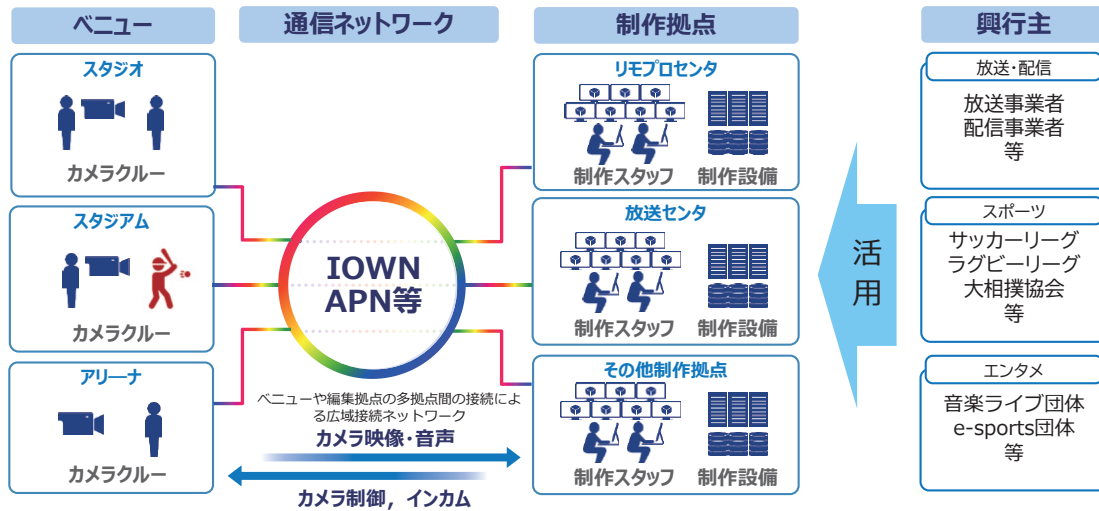 ベニュー
通信ネットワーク
制作拠点
興行主
スタジオ
カメラクルー
スタジアム
カメラクルー
アリーナ
カメラクルー
IOWN
APN等
ベニューや編集拠点の多拠点間の接続によ
る広域接続ネットワーク
カメラ映像・音声
カメラ制御，インカム
リモプロセンタ
制作スタッフ
制作設備
放送センタ
制作スタッフ
制作設備
その他制作拠点
制作スタッフ
制作設備
活
用
放送・配信
放送事業者
配信事業者
等
スポーツ
サッカーリーグ
ラグビーリーグ
大相撲協会
等
エンタメ
音楽ライブ団体
e-sports団体
等